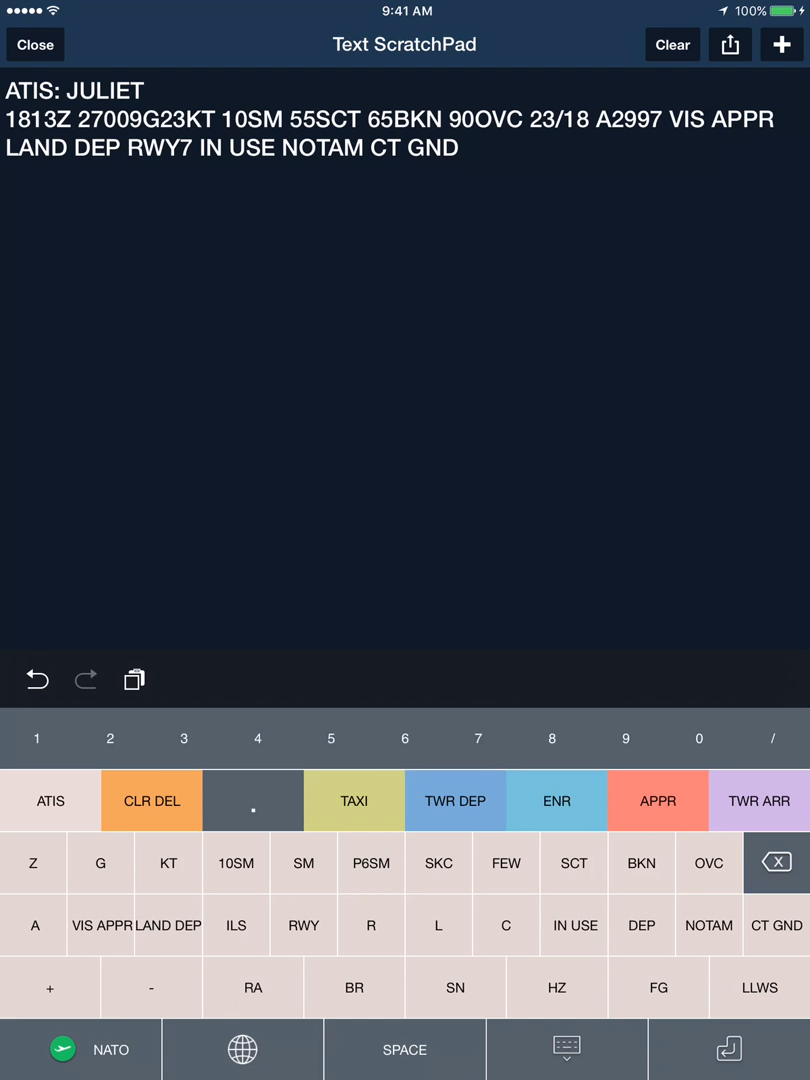 9:41 AM
100%
Close
Text ScratchPad
Clear
ATIS: JULIET
1813Z 27009G23KT 10SM 55SCT 65BKN 90OVC 23/18 A2997 VIS APPR
LAND DEP RWY7 IN USE NOTAM CT GND
1 2 3 4 5 6 7 8 9 0 /
ATIS CLR DEL . TAXI TWR DEP ENR APPR TWR ARR
Z G KT 10SM SM P6SM SKC FEW SCT BKN OVC
A VIS APPR LAND DEP ILS RWY R L C IN USE DEP NOTAM CT GND
+ - RA BR SN HZ FG LLWS
NATO SPACE